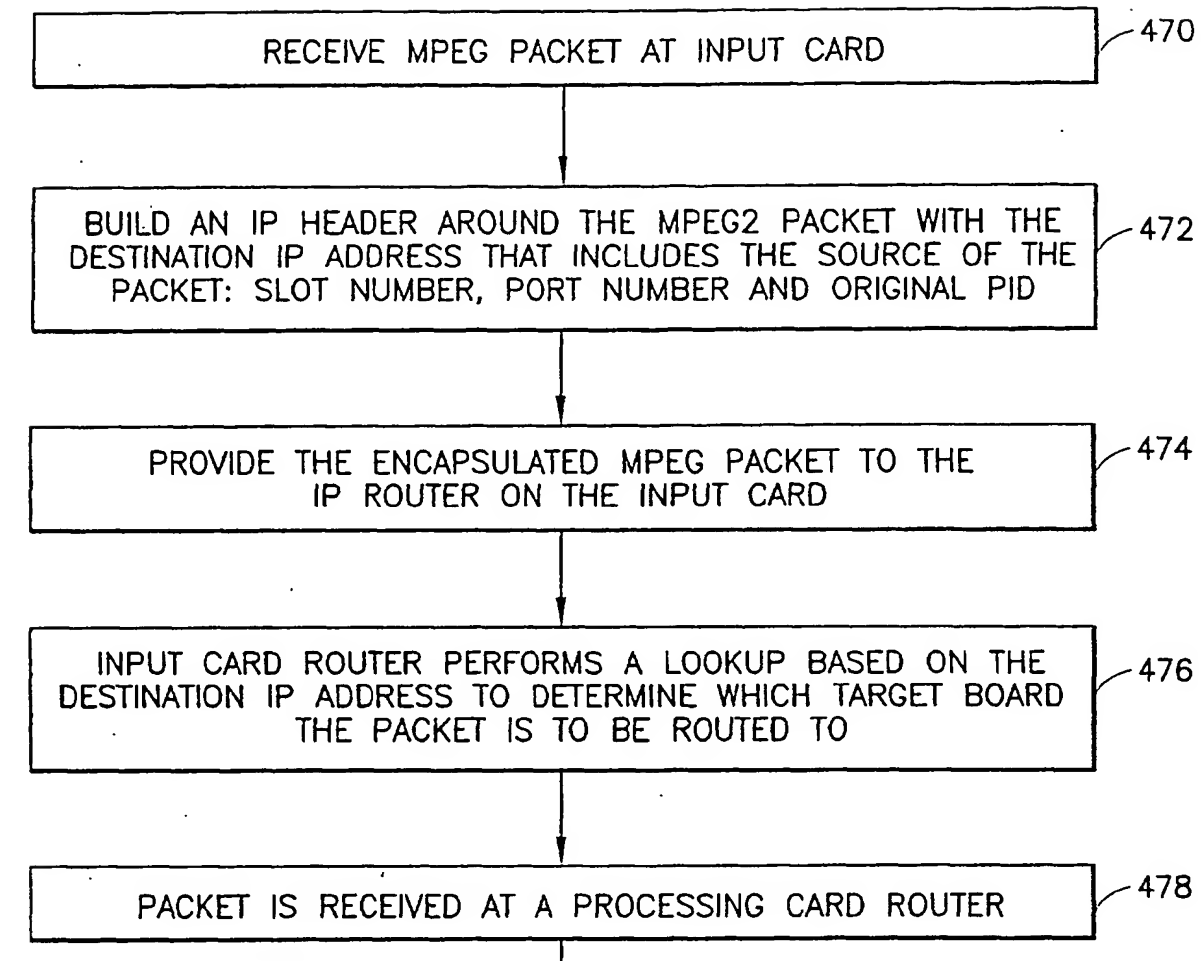 RECEIVE MPEG PACKET AT INPUT CARD
470
BUILD AN IP HEADER AROUND THE MPEG2 PACKET WITH THE
DESTINATION IP ADDRESS THAT INCLUDES THE SOURCE OF THE
PACKET: SLOT NUMBER, PORT NUMBER AND ORIGINAL PID
472
PROVIDE THE ENCAPSULATED MPEG PACKET TO THE
IP ROUTER ON THE INPUT CARD
474
INPUT CARD ROUTER PERFORMS A LOOKUP BASED ON THE
DESTINATION IP ADDRESS TO DETERMINE WHICH TARGET BOARD
THE PACKET IS TO BE ROUTED TO
476
PACKET IS RECEIVED AT A PROCESSING CARD ROUTER
478